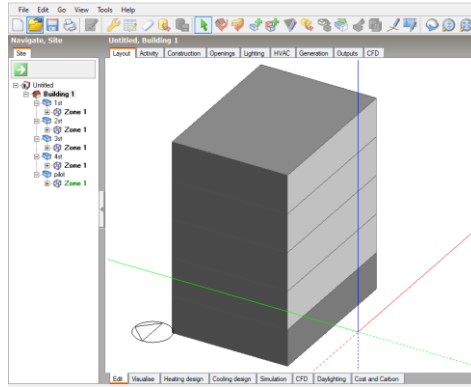 File Edit Go View Tools Help
Navigate, Site
Untitled, Building 1
Site
Layout Activity Construction Openings Lighting HVAC Generation Outputs CFD
Untitled
Building 1
1st
Zone 1
2st
Zone 1
3st
Zone 1
4st
Zone 1
pilot
Zone 1
Edit Visualise Heating design Cooling design Simulation CFD Daylighting Cost and Carbon